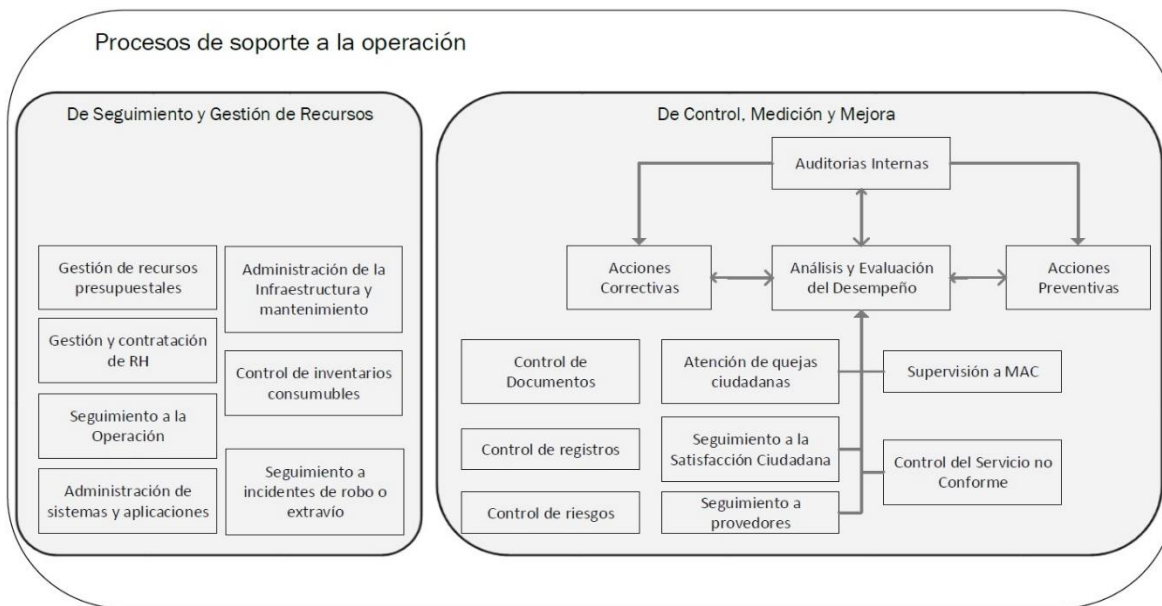 Procesos de soporte a la operación
De Seguimiento y Gestión de Recursos
Gestión de recursos
presupuestales
Gestión y contratación
de RH
Seguimiento a la
Operación
Administración de
sistemas y aplicaciones
Administración de la
Infraestructura y
mantenimiento
Control de inventarios
consumibles
Seguimiento a
incidentes de robo o
extravío
De Control, Medición y Mejora
Auditorias Internas
Acciones
Correctivas
Análisis y Evaluación
del Desempeño
Acciones
Preventivas
Control de
Documentos
Atención de quejas
ciudadanas
Supervisión a MAC
Control de registros
Seguimiento a la
Satisfacción Ciudadana
Control del Servicio no
Conforme
Control de riesgos
Seguimiento a
provedores